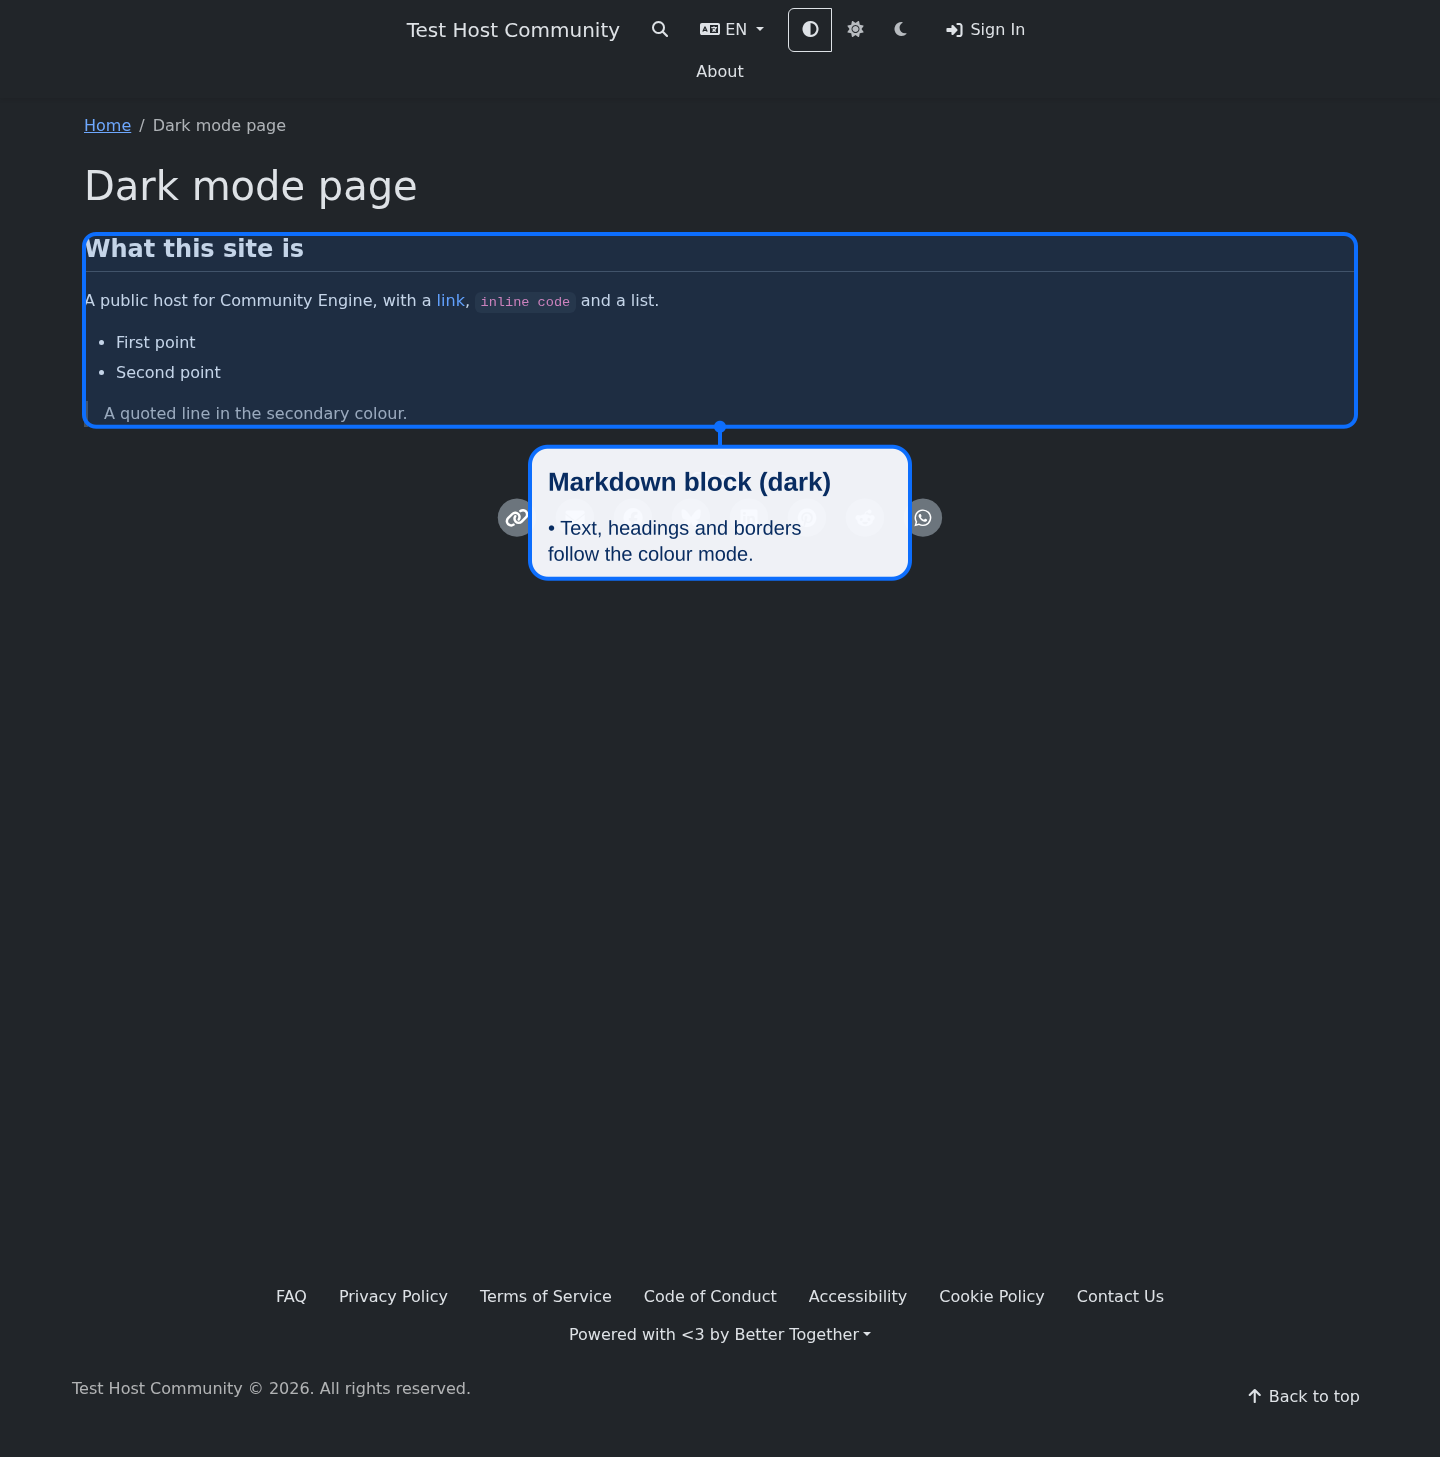 Test Host Community
EN
Sign In
About
Home / Dark mode page
Dark mode page
What this site is
A public host for Community Engine, with a link, inline code and a list.
• First point
• Second point
A quoted line in the secondary colour.
Markdown block (dark)
• Text, headings and borders
follow the colour mode.
FAQ Privacy Policy Terms of Service Code of Conduct Accessibility Cookie Policy Contact Us
Powered with <3 by Better Together
Test Host Community © 2026. All rights reserved.
Back to top